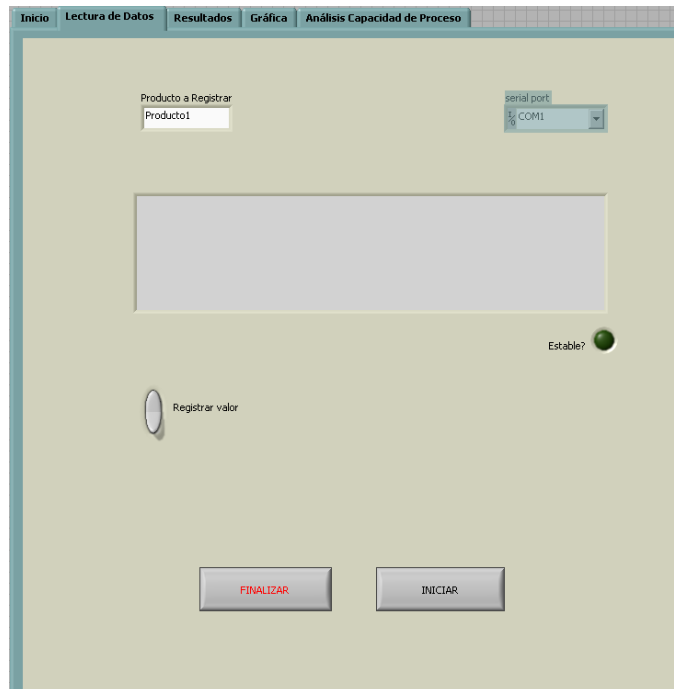 Inicio Lectura de Datos Resultados Gráfica Análisis Capacidad de Proceso
Producto a Registrar
serial port
Producto1
COM1
Estable?
Registrar valor
FINALIZAR
INICIAR